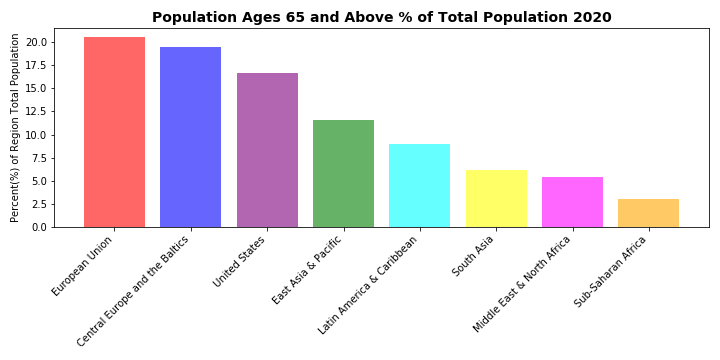 Population Ages 65 and Above % of Total Population 2020
Percent(%) of Region Total Population
20.0
17.5
15.0
12.5
10.0
7.5
5.0
2.5
0.0
European Union
Central Europe and the Baltics
United States
East Asia & Pacific
Latin America & Caribbean
South Asia
Middle East & North Africa
Sub-Saharan Africa